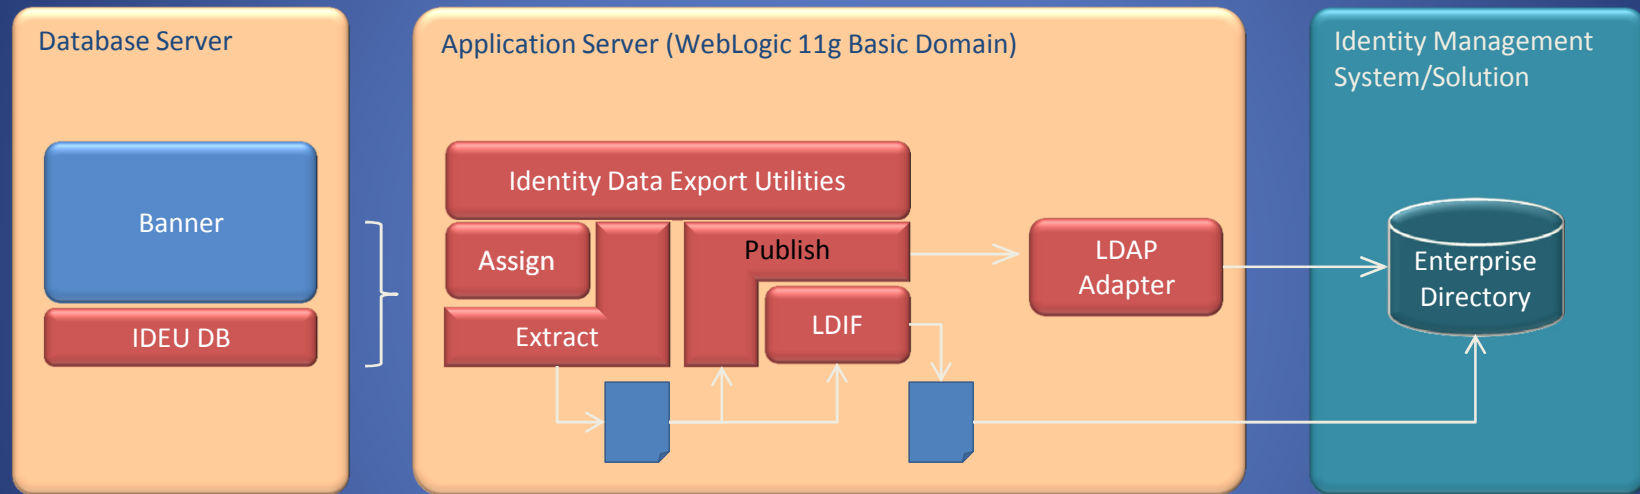 Database Server
Banner
IDEU DB
Application Server (WebLogic 11g Basic Domain)
Identity Data Export Utilities
Assign
Extract
Publish
LDIF
LDAP
Adapter
Identity Management
System/Solution
Enterprise
Directory